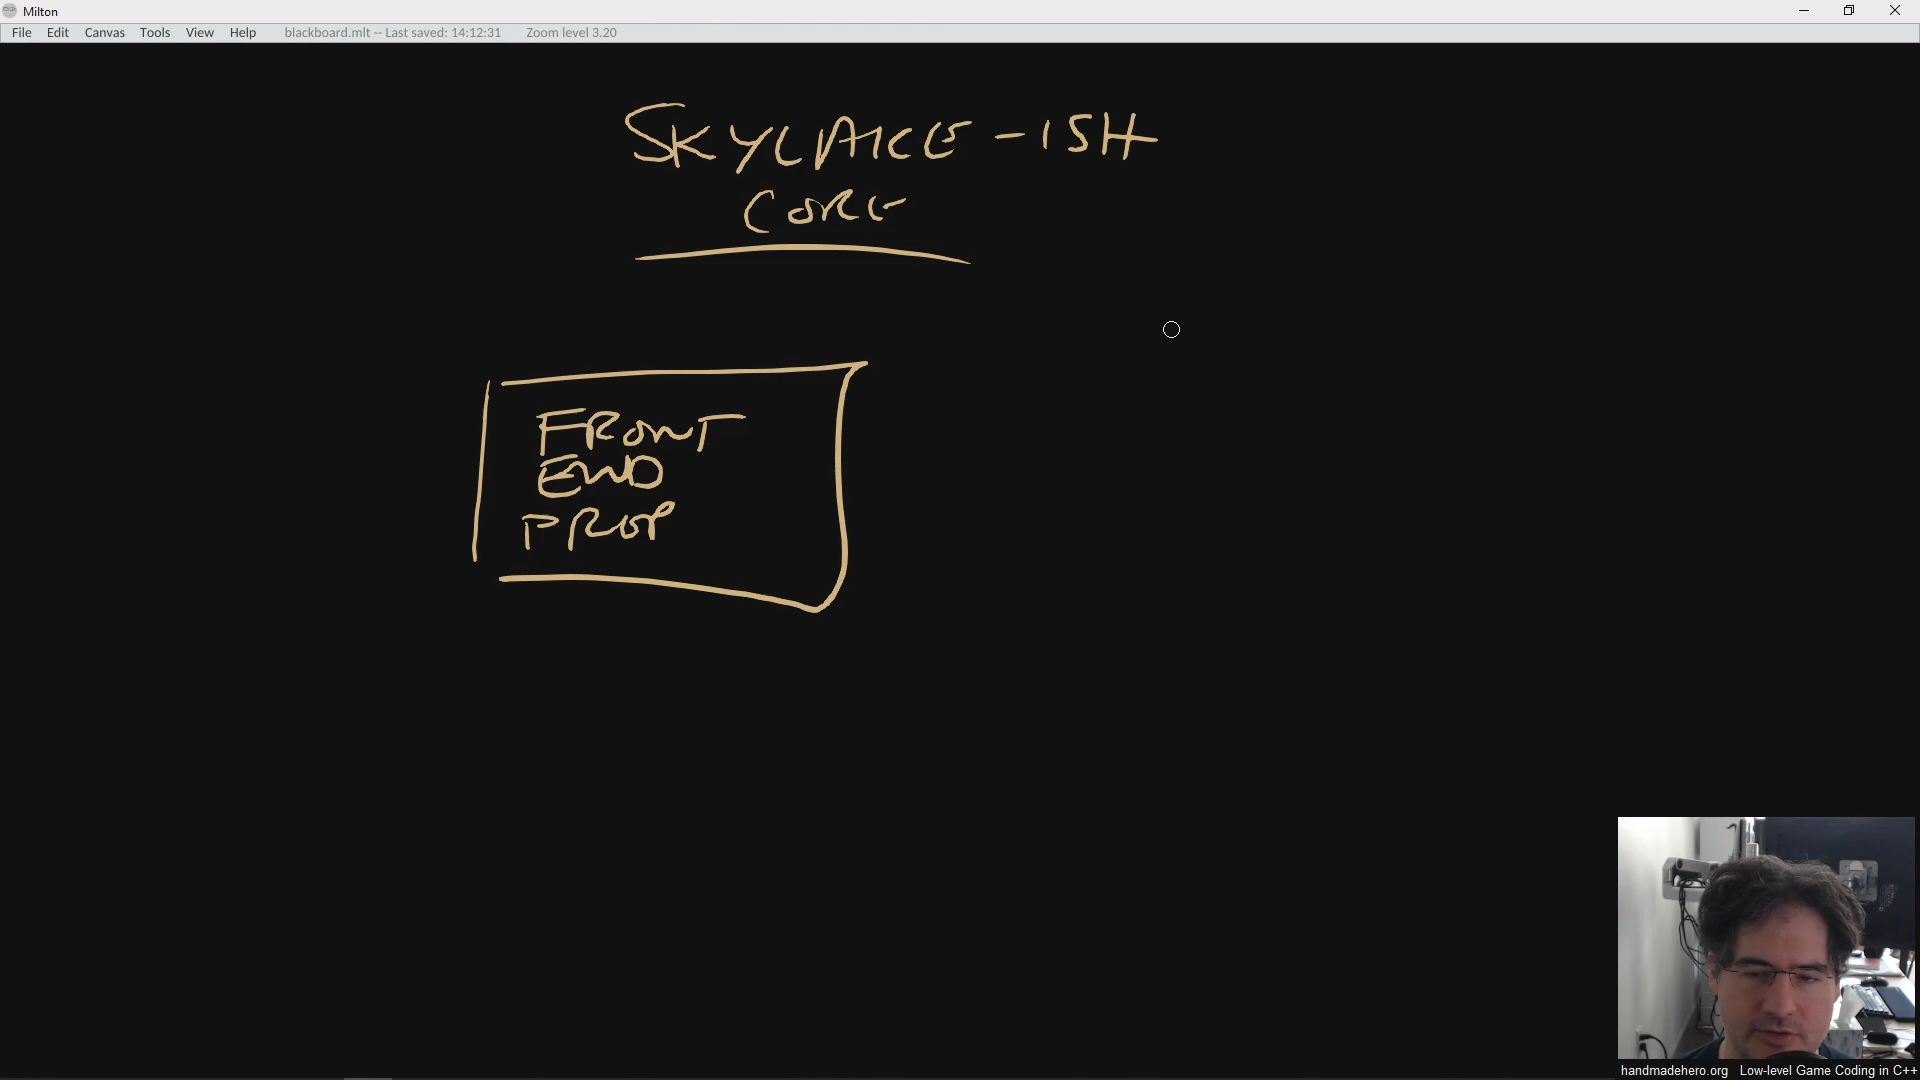 Milton
File Edit Canvas Tools View Help blackboard.mlt -- Last saved: 14:12:31 Zoom level 3.20
SKYLAKE-ISH
CORE
FRONT
END
PROP
handmadehero.org Low-level Game Coding in C++